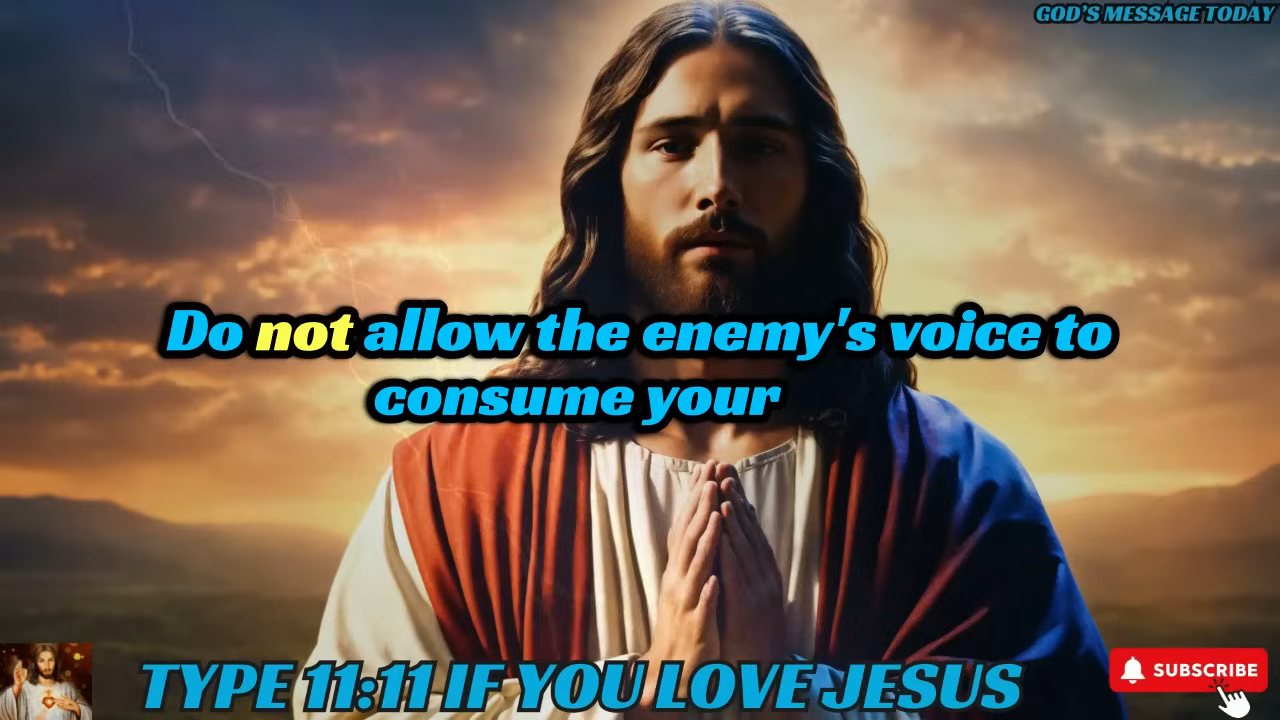 GOD'S MESSAGE TODAY
Do not allow the enemy's voice to
consume your
TYPE 11:11 IF YOU LOVE JESUS
SUBSCRIBE